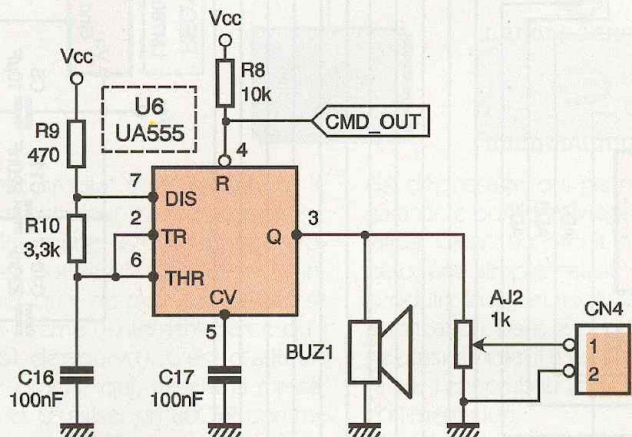 Vcc
R8
10k
Vcc
U6
UA555
CMD_OUT
R9
470
4
R
7
DIS
R10
3,3k
2
TR
6
THR
Q
3
CV
5
AJ2
1k
CN4
1
2
BUZ1
C16
100nF
C17
100nF